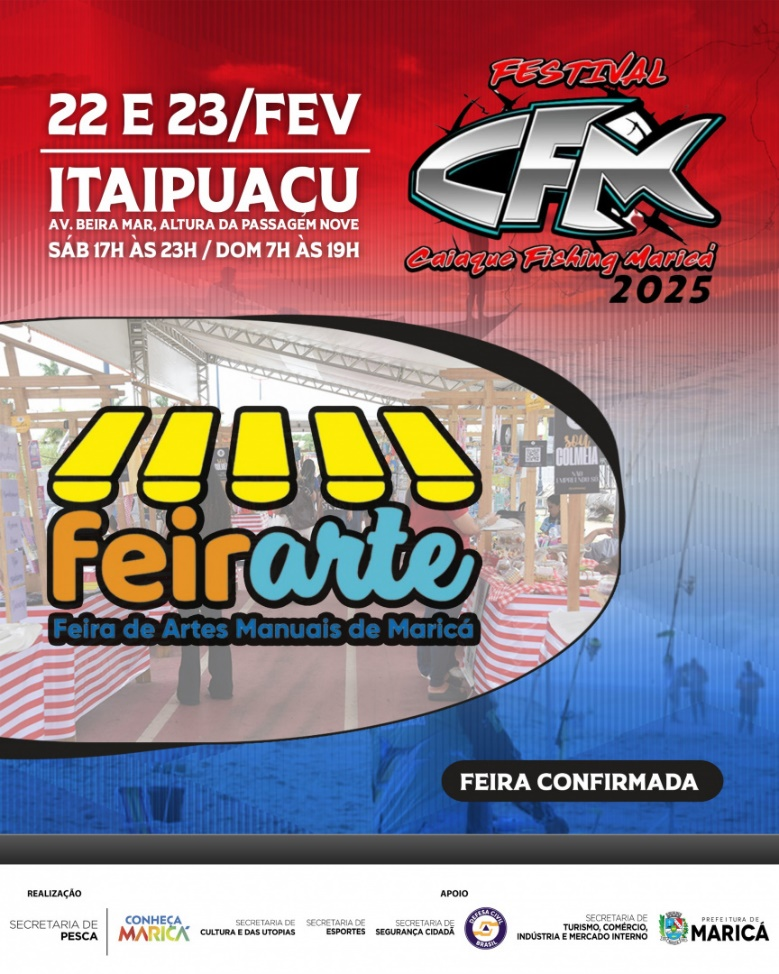 22 E 23/FEV
ITAIPUAÇU
AV. BEIRA MAR, ALTURA DA PASSAGEM NOVE
SÁB 17H ÀS 23H / DOM 7H ÀS 19H
FESTIVAL
CFM
Caiaque Fishing Maricá
2025
SOU
COLMEIA
feirarte
Feira de Artes Manuais de Maricá
FEIRA CONFIRMADA
REALIZAÇÃO
SECRETARIA DE
PESCA
CONHEÇA
MARICÁ
APOIO
SECRETARIA DE
CULTURA E DAS UTOPIAS
SECRETARIA DE
ESPORTES
SECRETARIA DE
SEGURANÇA CIDADÃ
DEFESA CIVIL
BRASIL
SECRETARIA DE
TURISMO, COMÉRCIO,
INDÚSTRIA E MERCADO INTERNO
PREFEITURA DE
MARICÁ